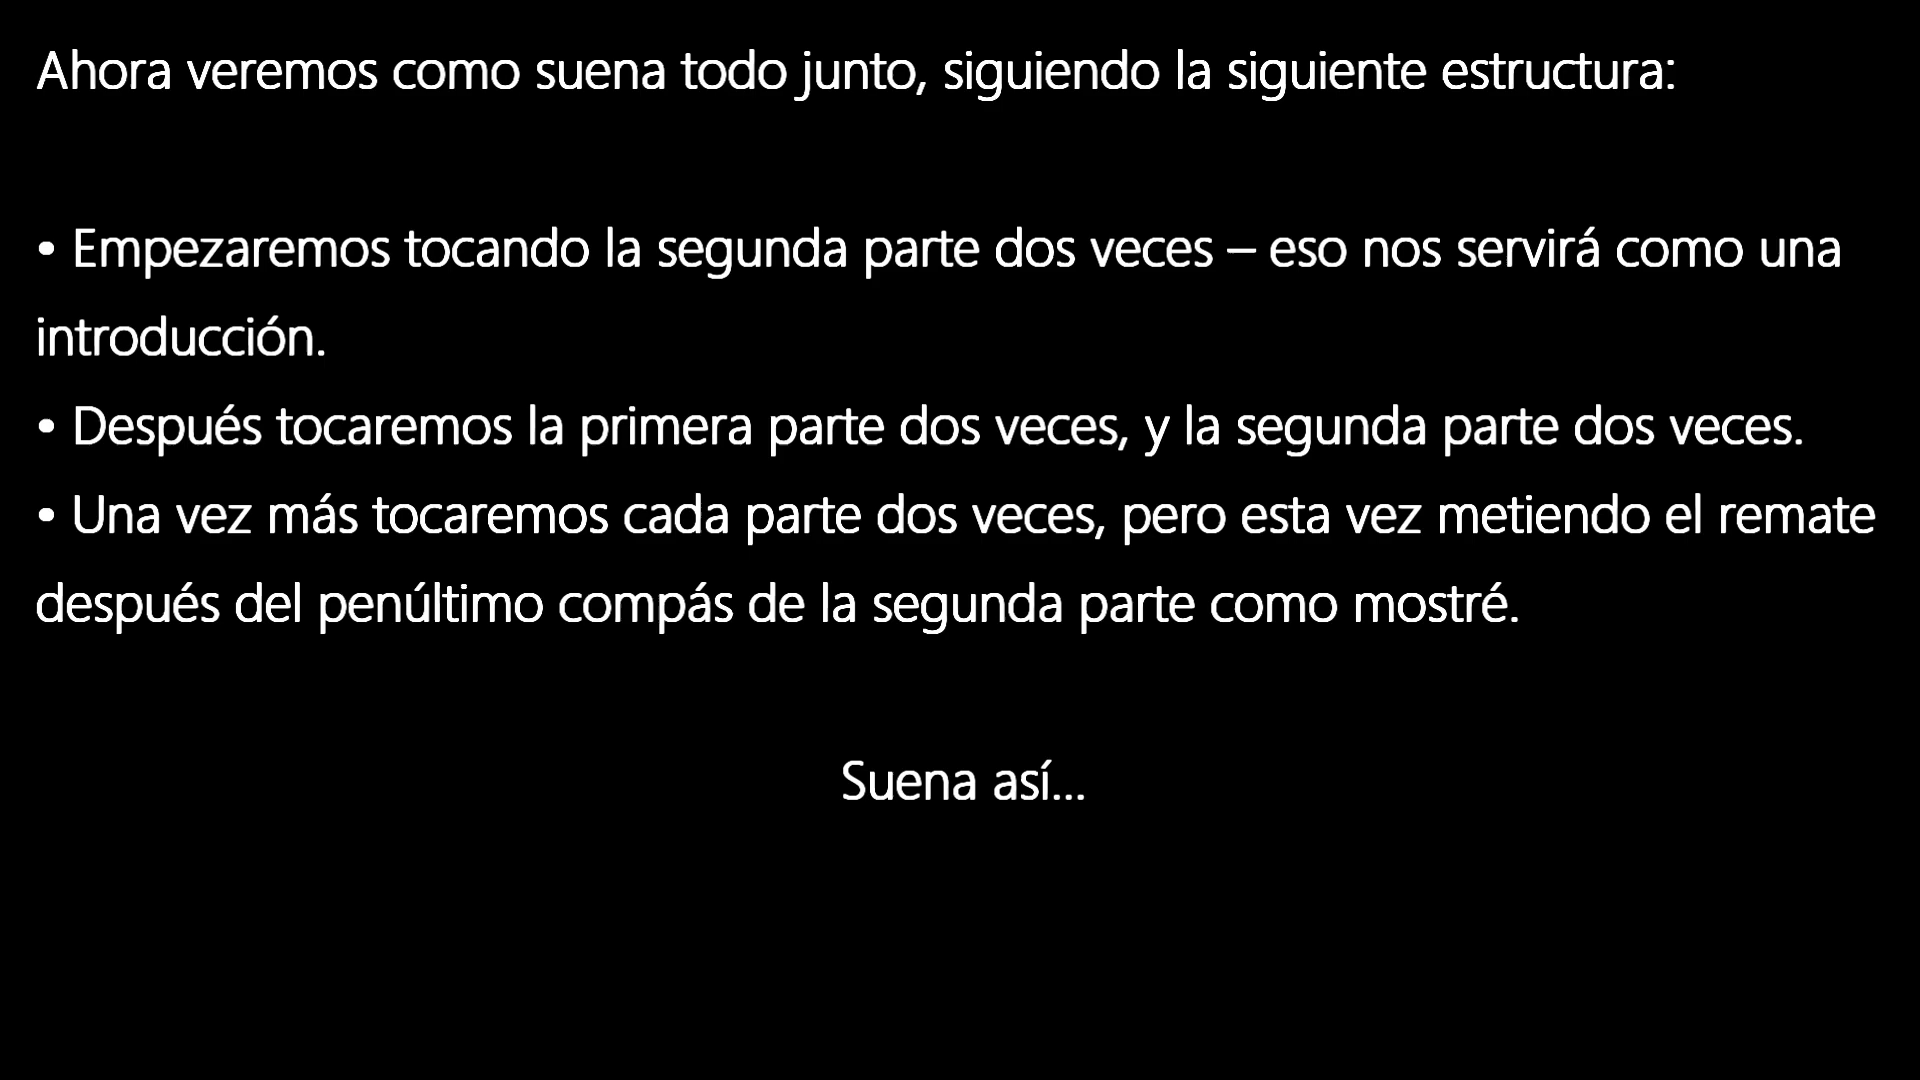 Ahora veremos como suena todo junto, siguiendo la siguiente estructura:
• Empezaremos tocando la segunda parte dos veces – eso nos servirá como una
introducción.
• Después tocaremos la primera parte dos veces, y la segunda parte dos veces.
• Una vez más tocaremos cada parte dos veces, pero esta vez metiendo el remate
después del penúltimo compás de la segunda parte como mostré.
Suena así...